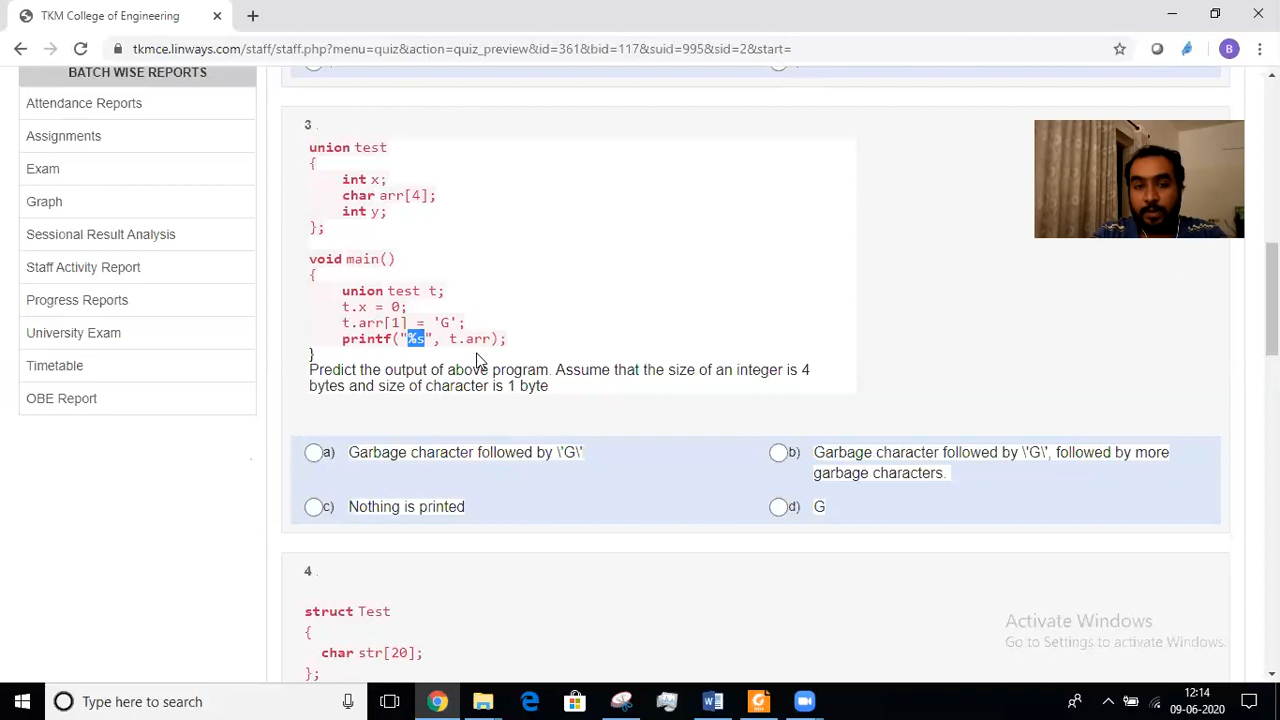 TKM College of Engineering
tkmce.linways.com/staff/staff.php?menu=quiz&action=quiz_preview&id=361&tbid=117&suid=995&sid=2&start=
B
BATCH WISE REPORTS
Attendance Reports
Assignments
Exam
Graph
Sessional Result Analysis
Staff Activity Report
Progress Reports
University Exam
Timetable
OBE Report
3 .
union test
{
int x;
char arr[4];
int y;
};
void main()
{
union test t;
t.x = 0;
t.arr[1] = 'G';
printf("%s", t.arr);
}
Predict the output of above program. Assume that the size of an integer is 4
bytes and size of character is 1 byte
a) Garbage character followed by \'G\'
b) Garbage character followed by \'G\', followed by more
garbage characters.
c) Nothing is printed
d) G
4 .
struct Test
{
char str[20];
};
Activate Windows
Go to Settings to activate Windows.
Type here to search
12:14
09-06-2020